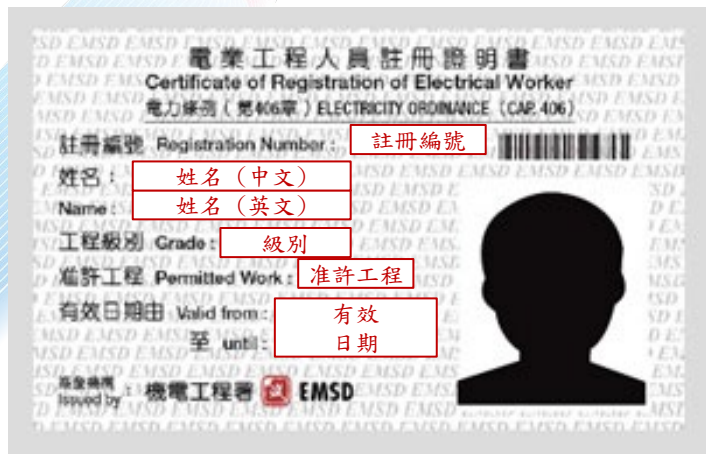 電業工程人員註冊證明書
Certificate of Registration of Electrical Worker
電力條例 ( 第406章 ) ELECTRICITY ORDINANCE (CAP. 406)
註冊編號 Registration Number : 註冊編號
姓名 : 姓名 (中文)
Name : 姓名 (英文)
工程級別 Grade : 級別
准許工程 Permitted Work : 准許工程
有效日期由 Valid from : 有效
至 until : 日期
簽發機構 Issued by : 機電工程署 EMSD